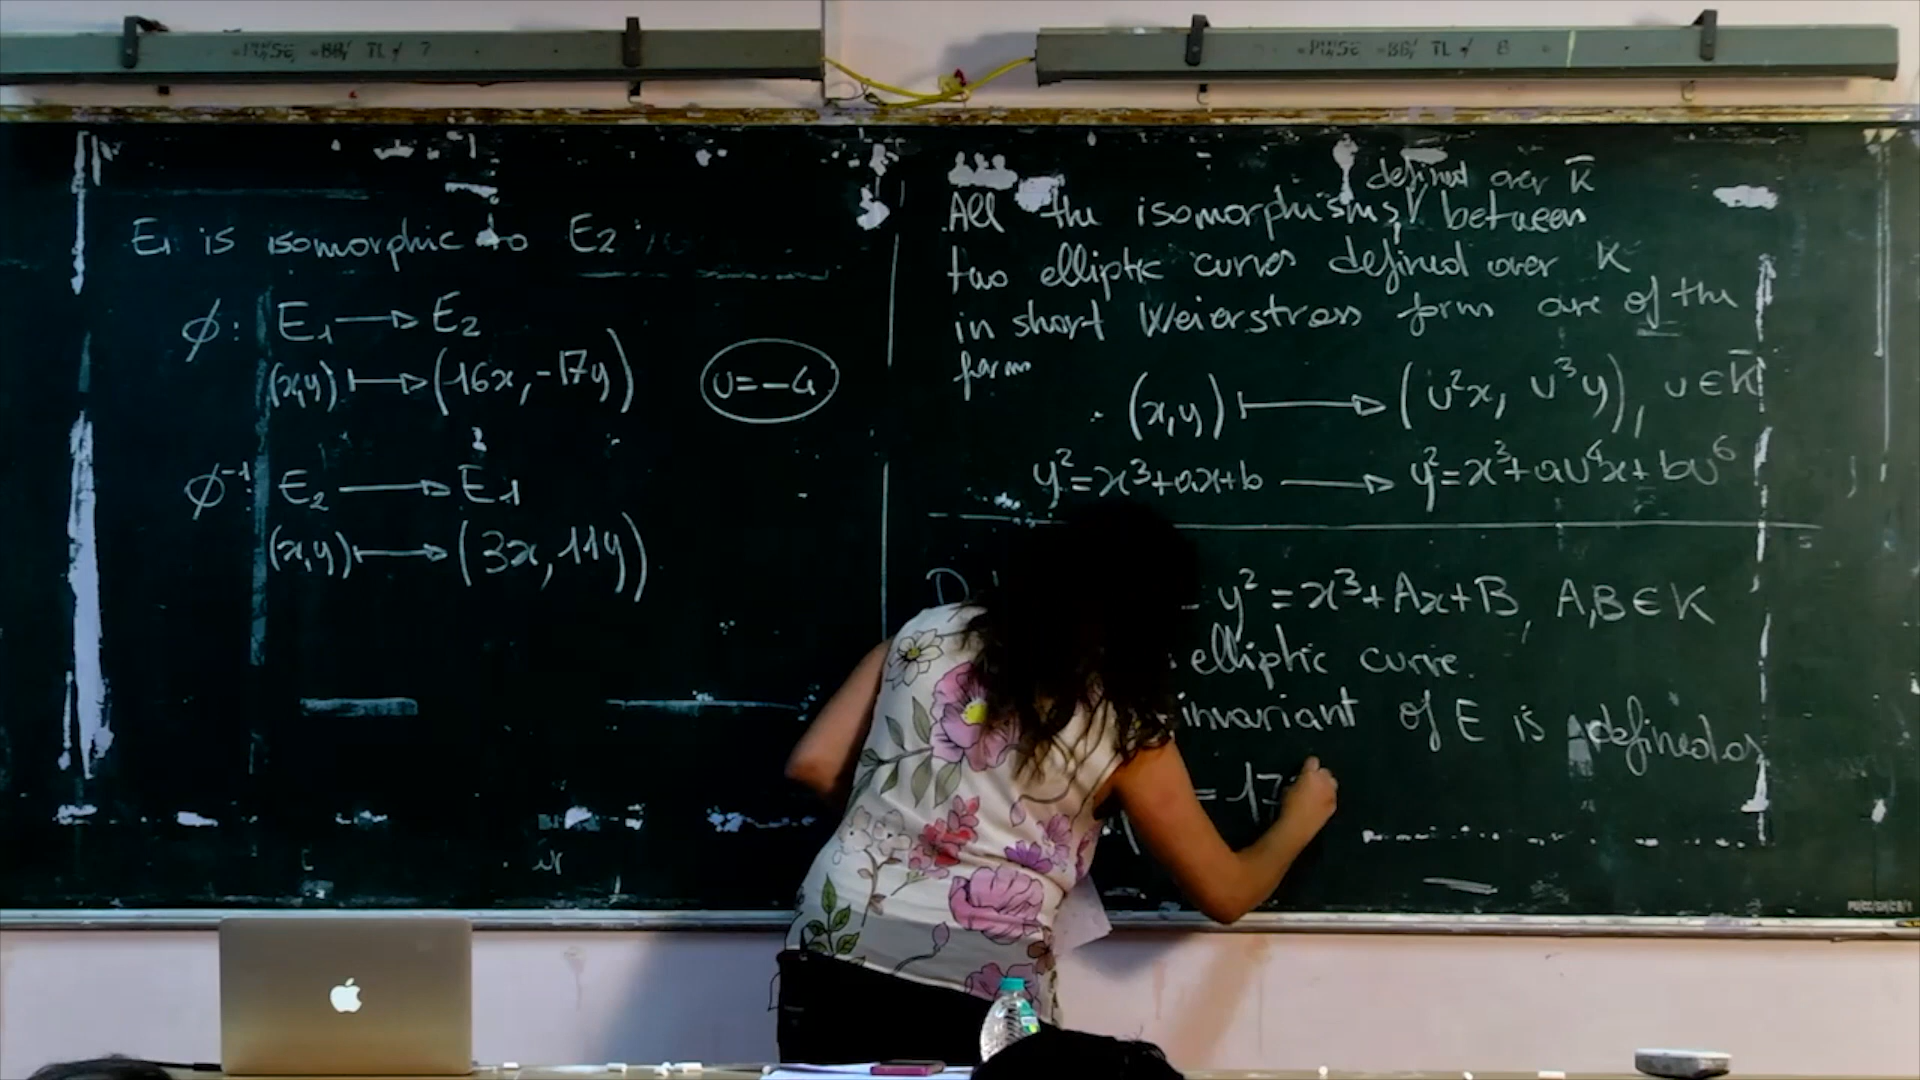 E1 is isomorphic to E2
φ: E1 → E2
(x,y) ↦ (16x, -17y)
u=-4
φ⁻¹: E2 → E1
(x,y) ↦ (3x, 11y)
defined over K̅
All the isomorphisms, between
two elliptic curves defined over K
in short Weierstrass form are of the
form
(x,y) ↦ (u²x, u³y), u ∈ K̅
y²=x³+ax+b → y²=x³+au⁴x+bu⁶
y²=x³+Ax+B, A,B∈K
elliptic curve.
invariant of E is defined as
= 17